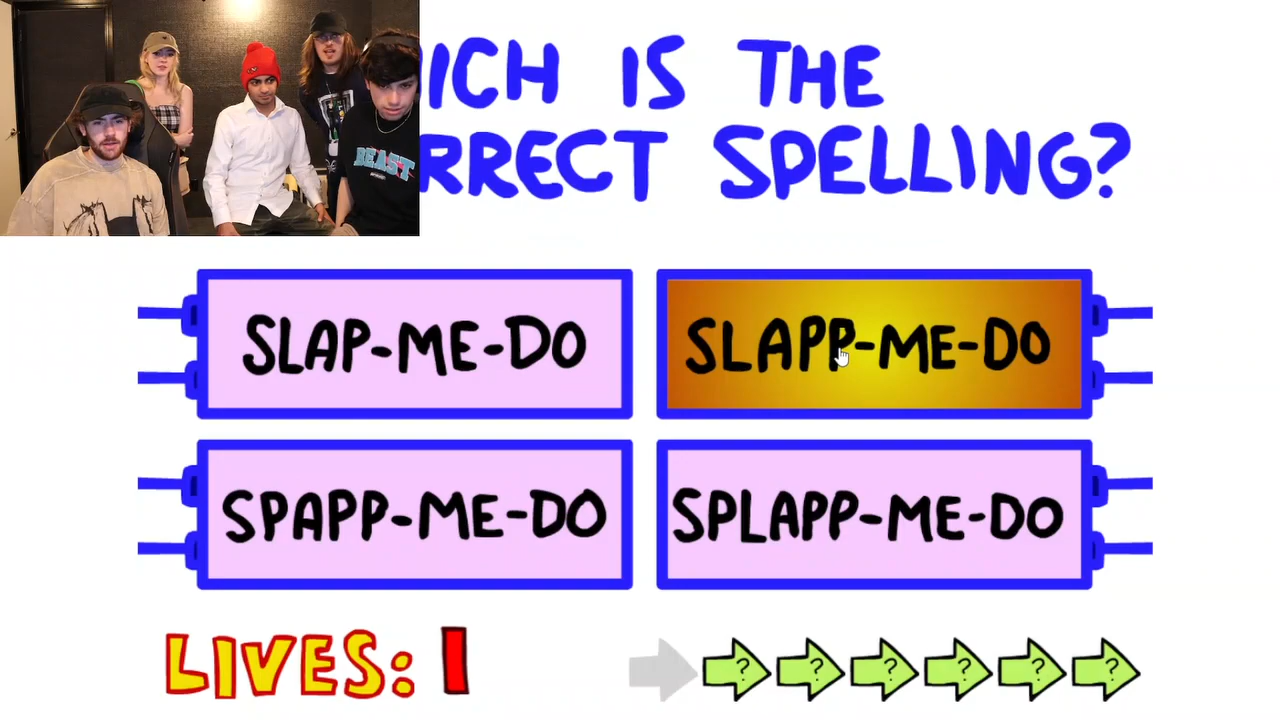 ICH IS THE
RRECT SPELLING?
BEAST
SLAP-ME-DO
SLAPP-ME-DO
SPAPP-ME-DO
SPLAPP-ME-DO
LIVES: 1
? ? ? ? ? ?